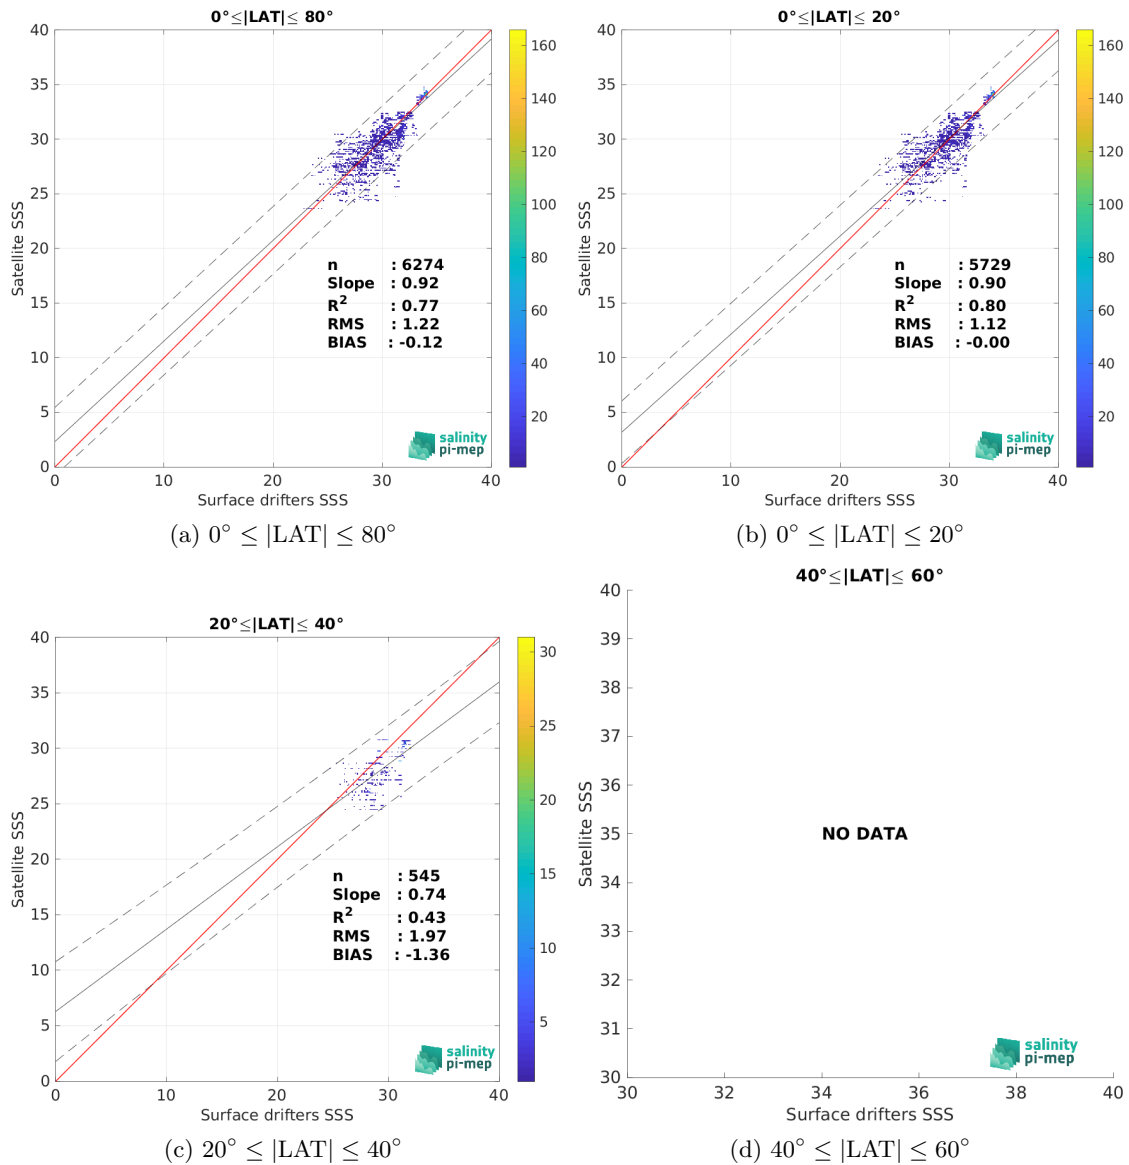 0°≤|LAT|≤ 80°
40
35
30
25
20
15
10
5
0
0
10
20
30
40
Satellite SSS
Surface drifters SSS
n : 6274
Slope : 0.92
R² : 0.77
RMS : 1.22
BIAS : -0.12
salinity
pi-mep
160
140
120
100
80
60
40
20
(a) 0° ≤ |LAT| ≤ 80°
0°≤|LAT|≤ 20°
40
35
30
25
20
15
10
5
0
0
10
20
30
40
Satellite SSS
Surface drifters SSS
n : 5729
Slope : 0.90
R² : 0.80
RMS : 1.12
BIAS : -0.00
salinity
pi-mep
160
140
120
100
80
60
40
20
(b) 0° ≤ |LAT| ≤ 20°
20°≤|LAT|≤ 40°
40
35
30
25
20
15
10
5
0
0
10
20
30
40
Satellite SSS
Surface drifters SSS
n : 545
Slope : 0.74
R² : 0.43
RMS : 1.97
BIAS : -1.36
salinity
pi-mep
30
25
20
15
10
5
(c) 20° ≤ |LAT| ≤ 40°
40°≤|LAT|≤ 60°
40
39
38
37
36
35
34
33
32
31
30
30
32
34
36
38
40
Satellite SSS
Surface drifters SSS
NO DATA
salinity
pi-mep
(d) 40° ≤ |LAT| ≤ 60°